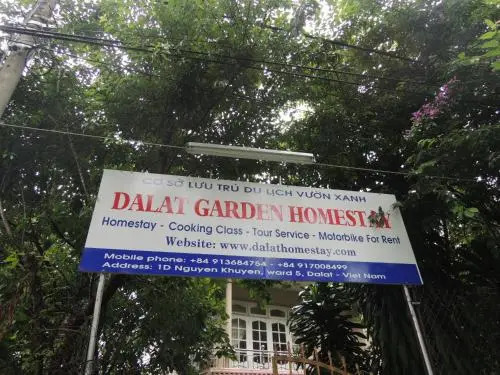 CƠ SỞ LƯU TRÚ DU LỊCH VƯỜN XANH
DALAT GARDEN HOMESTAY
Homestay - Cooking Class - Tour Service - Motorbike For Rent
Website: www.dalathomestay.com
Mobile phone: +84 913684754 - +84 917008499
Address: 1D Nguyen Khuyen, ward 5, Dalat - Viet Nam